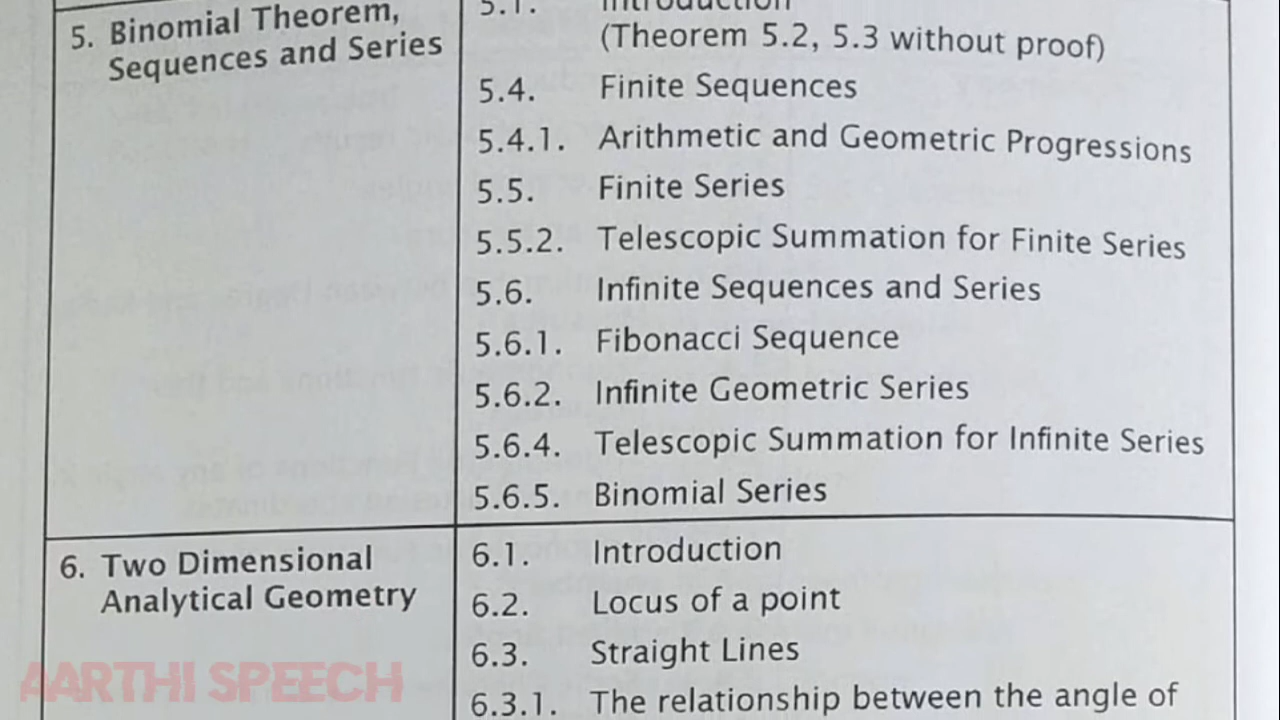 5. Binomial Theorem,
Sequences and Series
5.1. Introduction
(Theorem 5.2, 5.3 without proof)
5.4. Finite Sequences
5.4.1. Arithmetic and Geometric Progressions
5.5. Finite Series
5.5.2. Telescopic Summation for Finite Series
5.6. Infinite Sequences and Series
5.6.1. Fibonacci Sequence
5.6.2. Infinite Geometric Series
5.6.4. Telescopic Summation for Infinite Series
5.6.5. Binomial Series
6. Two Dimensional
Analytical Geometry
6.1. Introduction
6.2. Locus of a point
6.3. Straight Lines
6.3.1. The relationship between the angle of
AARTHI SPEECH